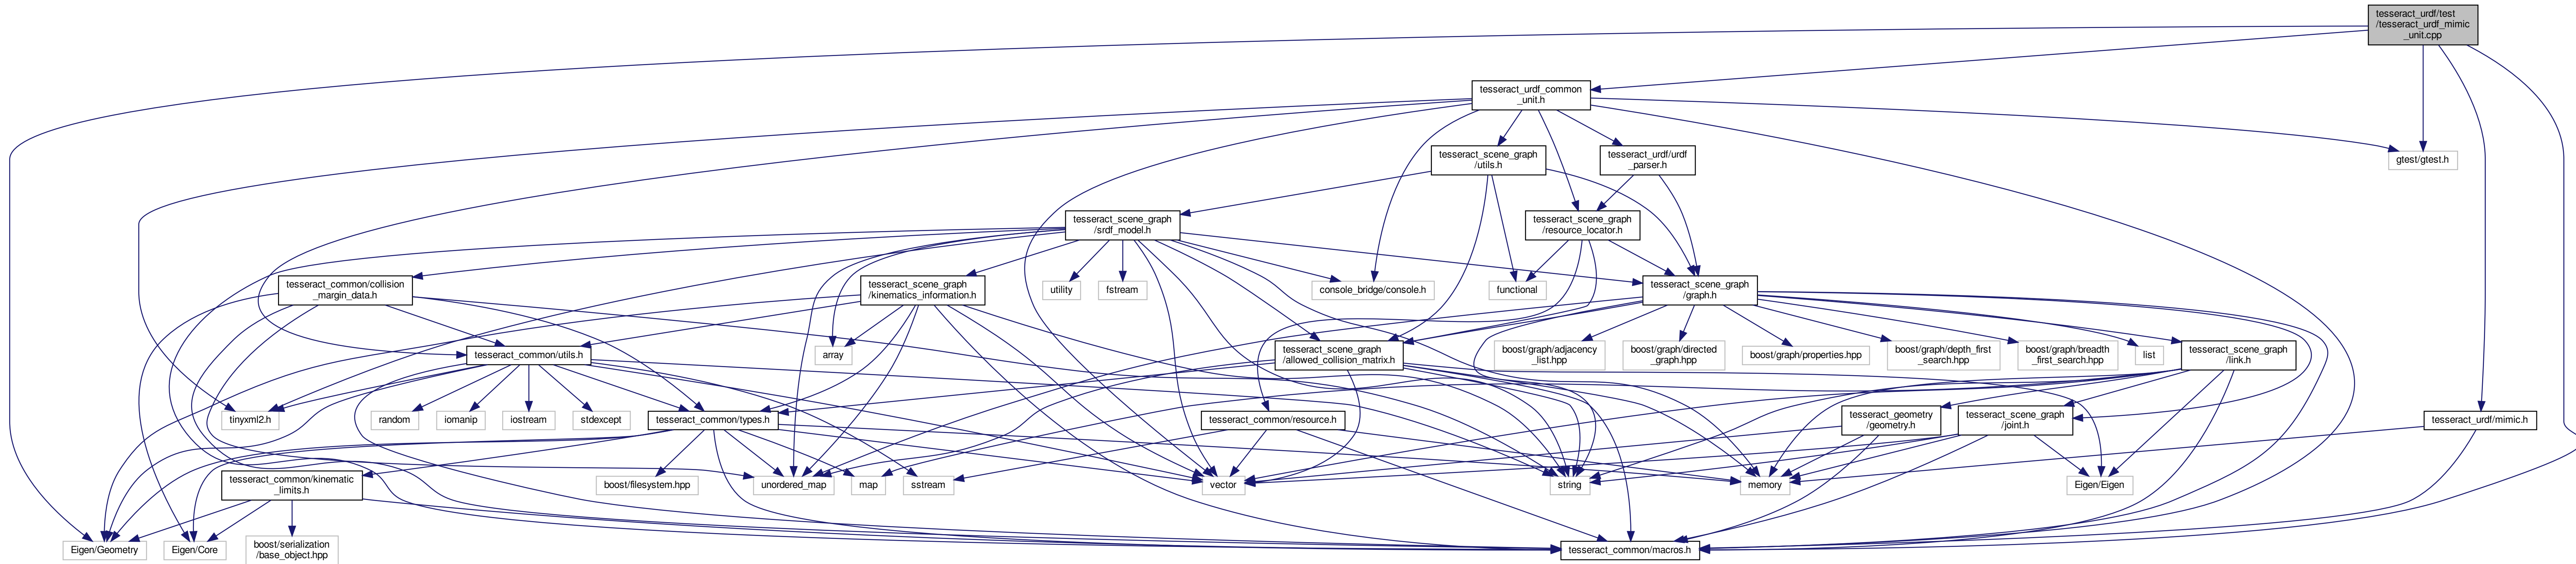 tesseract_urdf/test
/tesseract_urdf_mimic
_unit.cpp
tesseract_urdf_common
_unit.h
tesseract_scene_graph
/utils.h
tesseract_urdf/urdf
_parser.h
gtest/gtest.h
tesseract_scene_graph
/srdf_model.h
tesseract_scene_graph
/resource_locator.h
tesseract_common/collision
_margin_data.h
tesseract_scene_graph
/kinematics_information.h
utility
fstream
console_bridge/console.h
functional
tesseract_scene_graph
/graph.h
tesseract_common/utils.h
array
tesseract_scene_graph
/allowed_collision_matrix.h
boost/graph/adjacency
_list.hpp
boost/graph/directed
_graph.hpp
boost/graph/properties.hpp
boost/graph/depth_first
_search.hpp
boost/graph/breadth
_first_search.hpp
list
tesseract_scene_graph
/link.h
tinyxml2.h
random
iomanip
iostream
stdexcept
tesseract_common/types.h
tesseract_common/resource.h
tesseract_geometry
/geometry.h
tesseract_scene_graph
/joint.h
tesseract_urdf/mimic.h
tesseract_common/kinematic
_limits.h
boost/filesystem.hpp
unordered_map
map
sstream
vector
string
memory
Eigen/Eigen
Eigen/Geometry
Eigen/Core
boost/serialization
/base_object.hpp
tesseract_common/macros.h